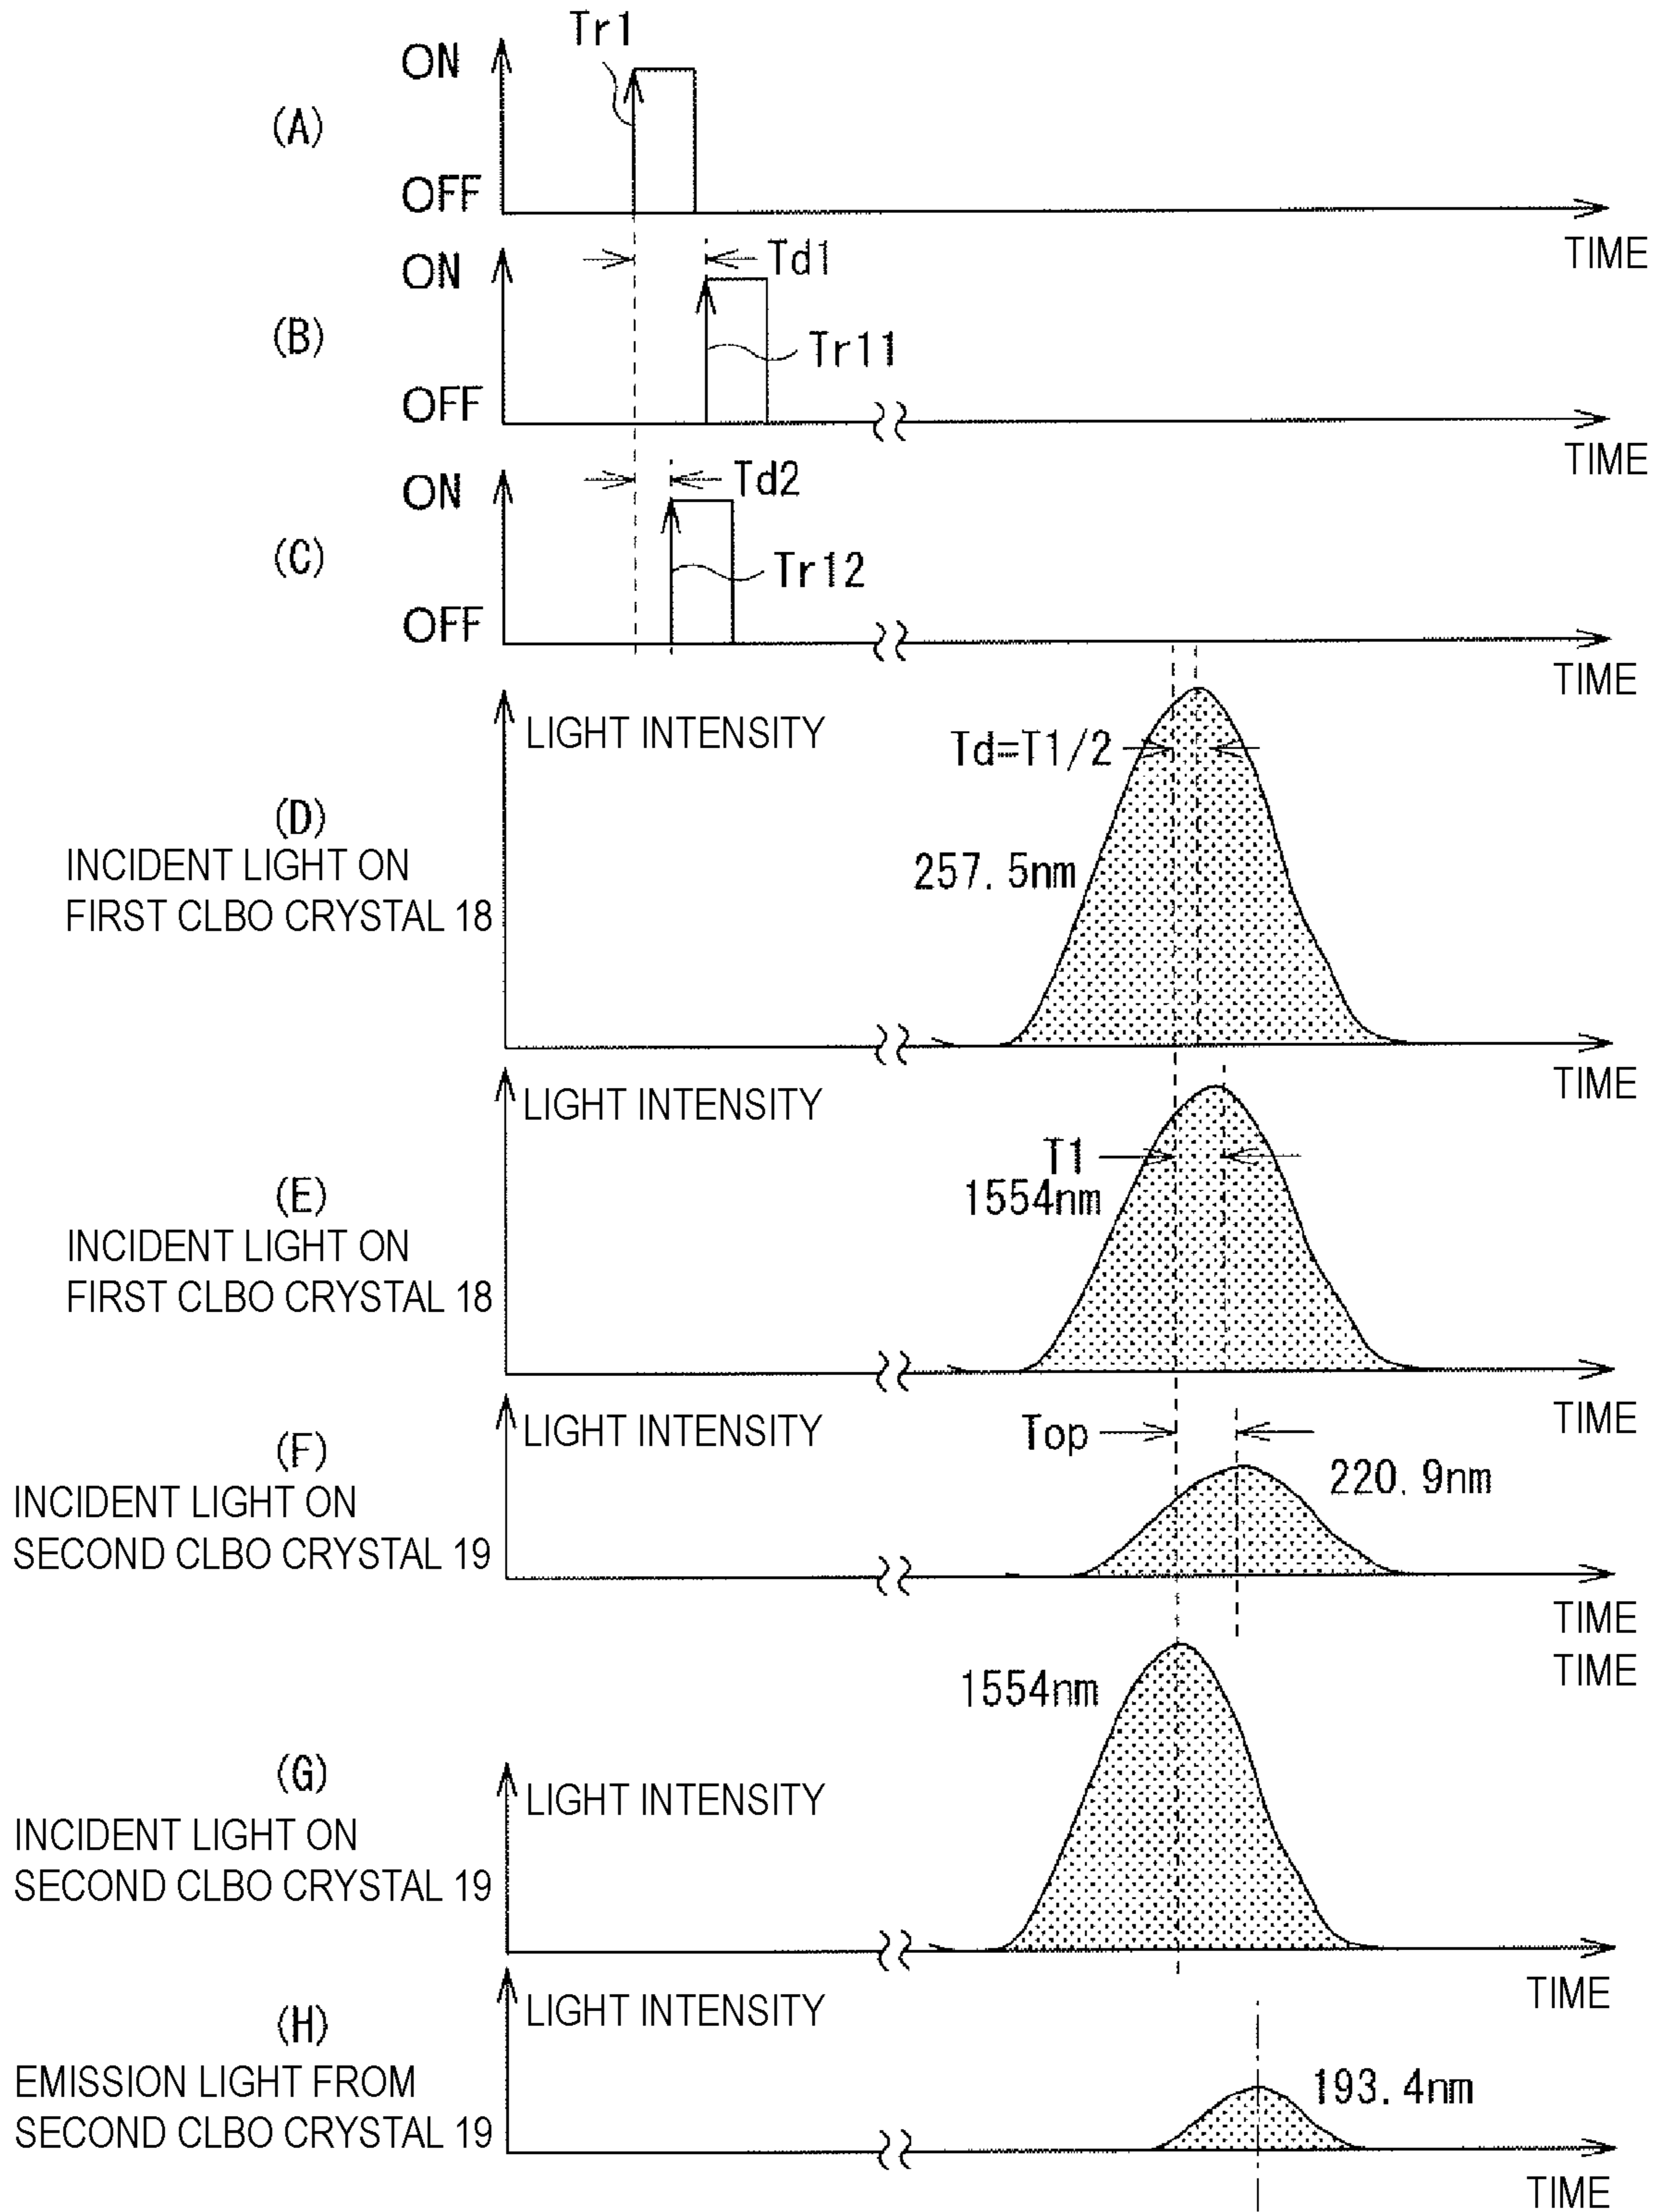 Tr1
ON
(A)
OFF
TIME
ON
Td1
(B)
Tr11
OFF
TIME
ON
Td2
(C)
Tr12
OFF
TIME
LIGHT INTENSITY
Td=T1/2
(D)
INCIDENT LIGHT ON
FIRST CLBO CRYSTAL 18
257.5nm
TIME
LIGHT INTENSITY
T1
1554nm
(E)
INCIDENT LIGHT ON
FIRST CLBO CRYSTAL 18
TIME
LIGHT INTENSITY
Top
(F)
220.9nm
INCIDENT LIGHT ON
SECOND CLBO CRYSTAL 19
TIME
TIME
1554nm
(G)
LIGHT INTENSITY
INCIDENT LIGHT ON
SECOND CLBO CRYSTAL 19
TIME
LIGHT INTENSITY
(H)
EMISSION LIGHT FROM
SECOND CLBO CRYSTAL 19
193.4nm
TIME